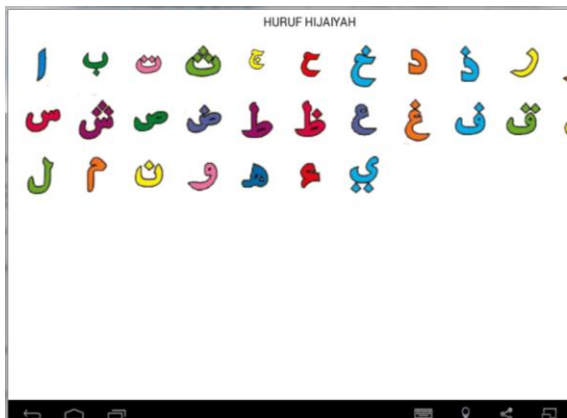 HURUF HIJAIYAH
ا ب ت ث ج ح خ د ذ ر
س ش ص ض ط ظ ع غ ف ق
ل م ن و ه ء ي